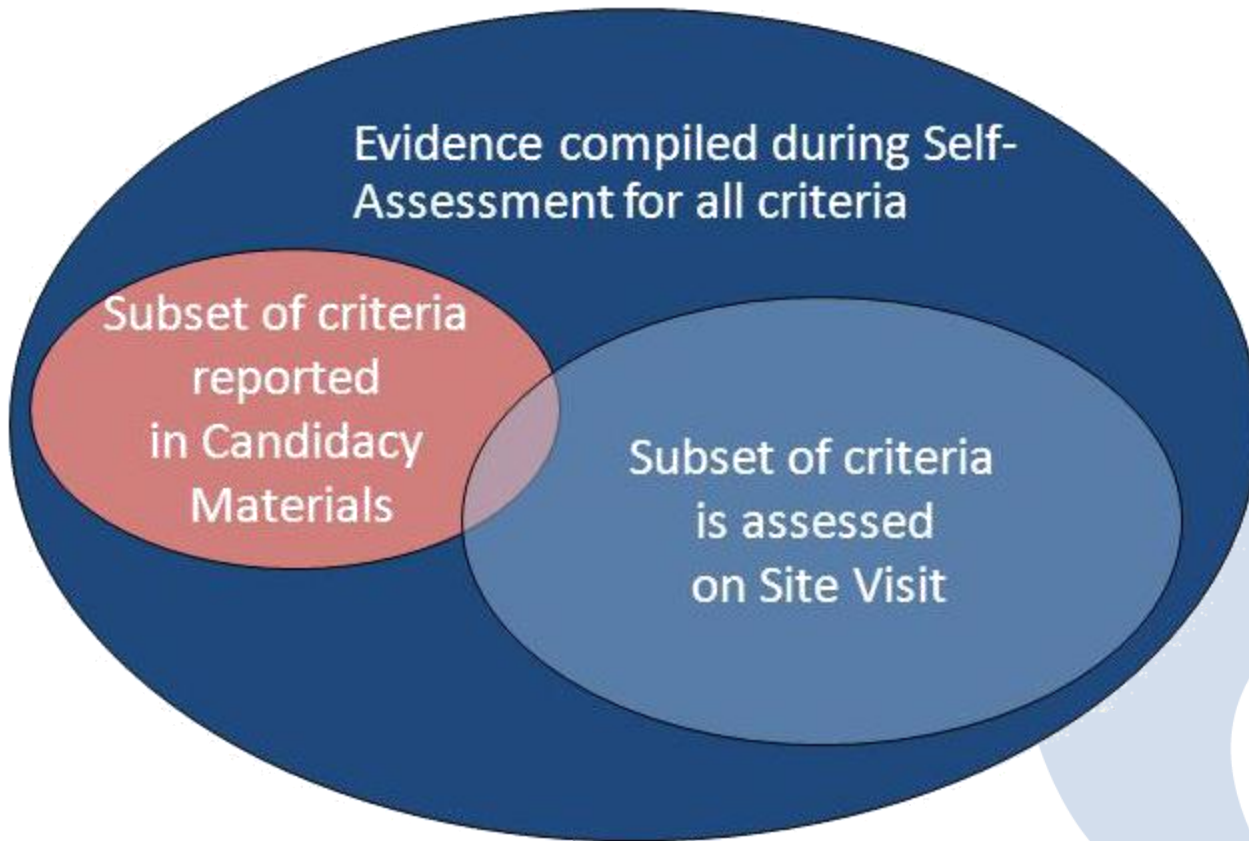 Evidence compiled during Self-
Assessment for all criteria
Subset of criteria
reported
in Candidacy
Materials
Subset of criteria
is assessed
on Site Visit